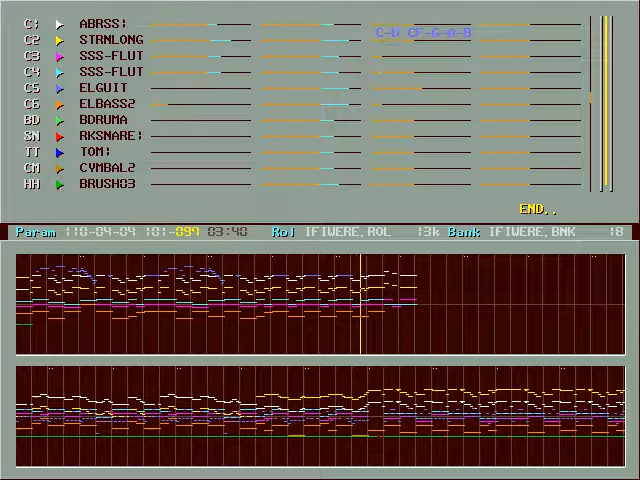 C1 ABRSS1
C-D CF-G-A-B
C2 STRNLONG
C3 SSS-FLUT
C4 SSS-FLUT
C5 ELGUIT
C6 ELBASS2
BD BDRUMA
SN RKSNARE1
TT TOM1
CM CYMBAL2
HH BRUSH03
END..
Param 110-04-04 101-097 03:40 Rol IFIWERE.ROL 13k Bank IFIWERE.BNK 18